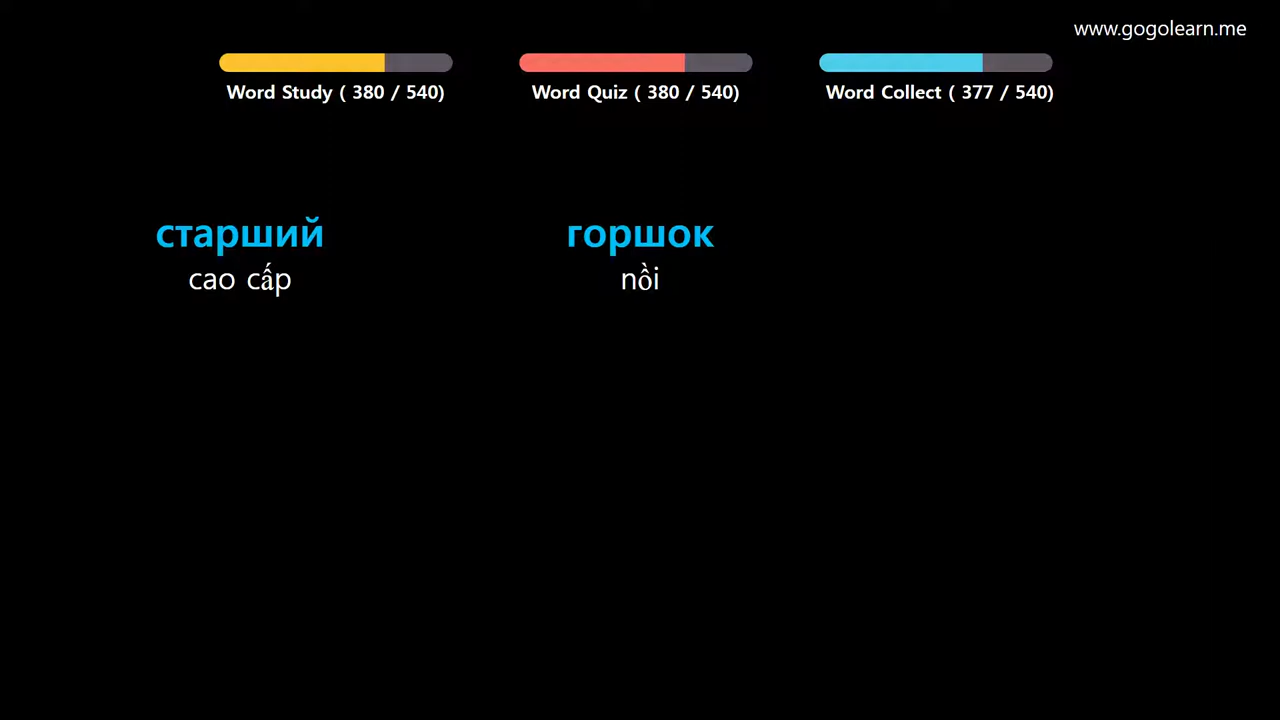 www.gogolearn.me
Word Study ( 380 / 540)
Word Quiz ( 380 / 540)
Word Collect ( 377 / 540)
старший
cao cấp
горшок
nồi